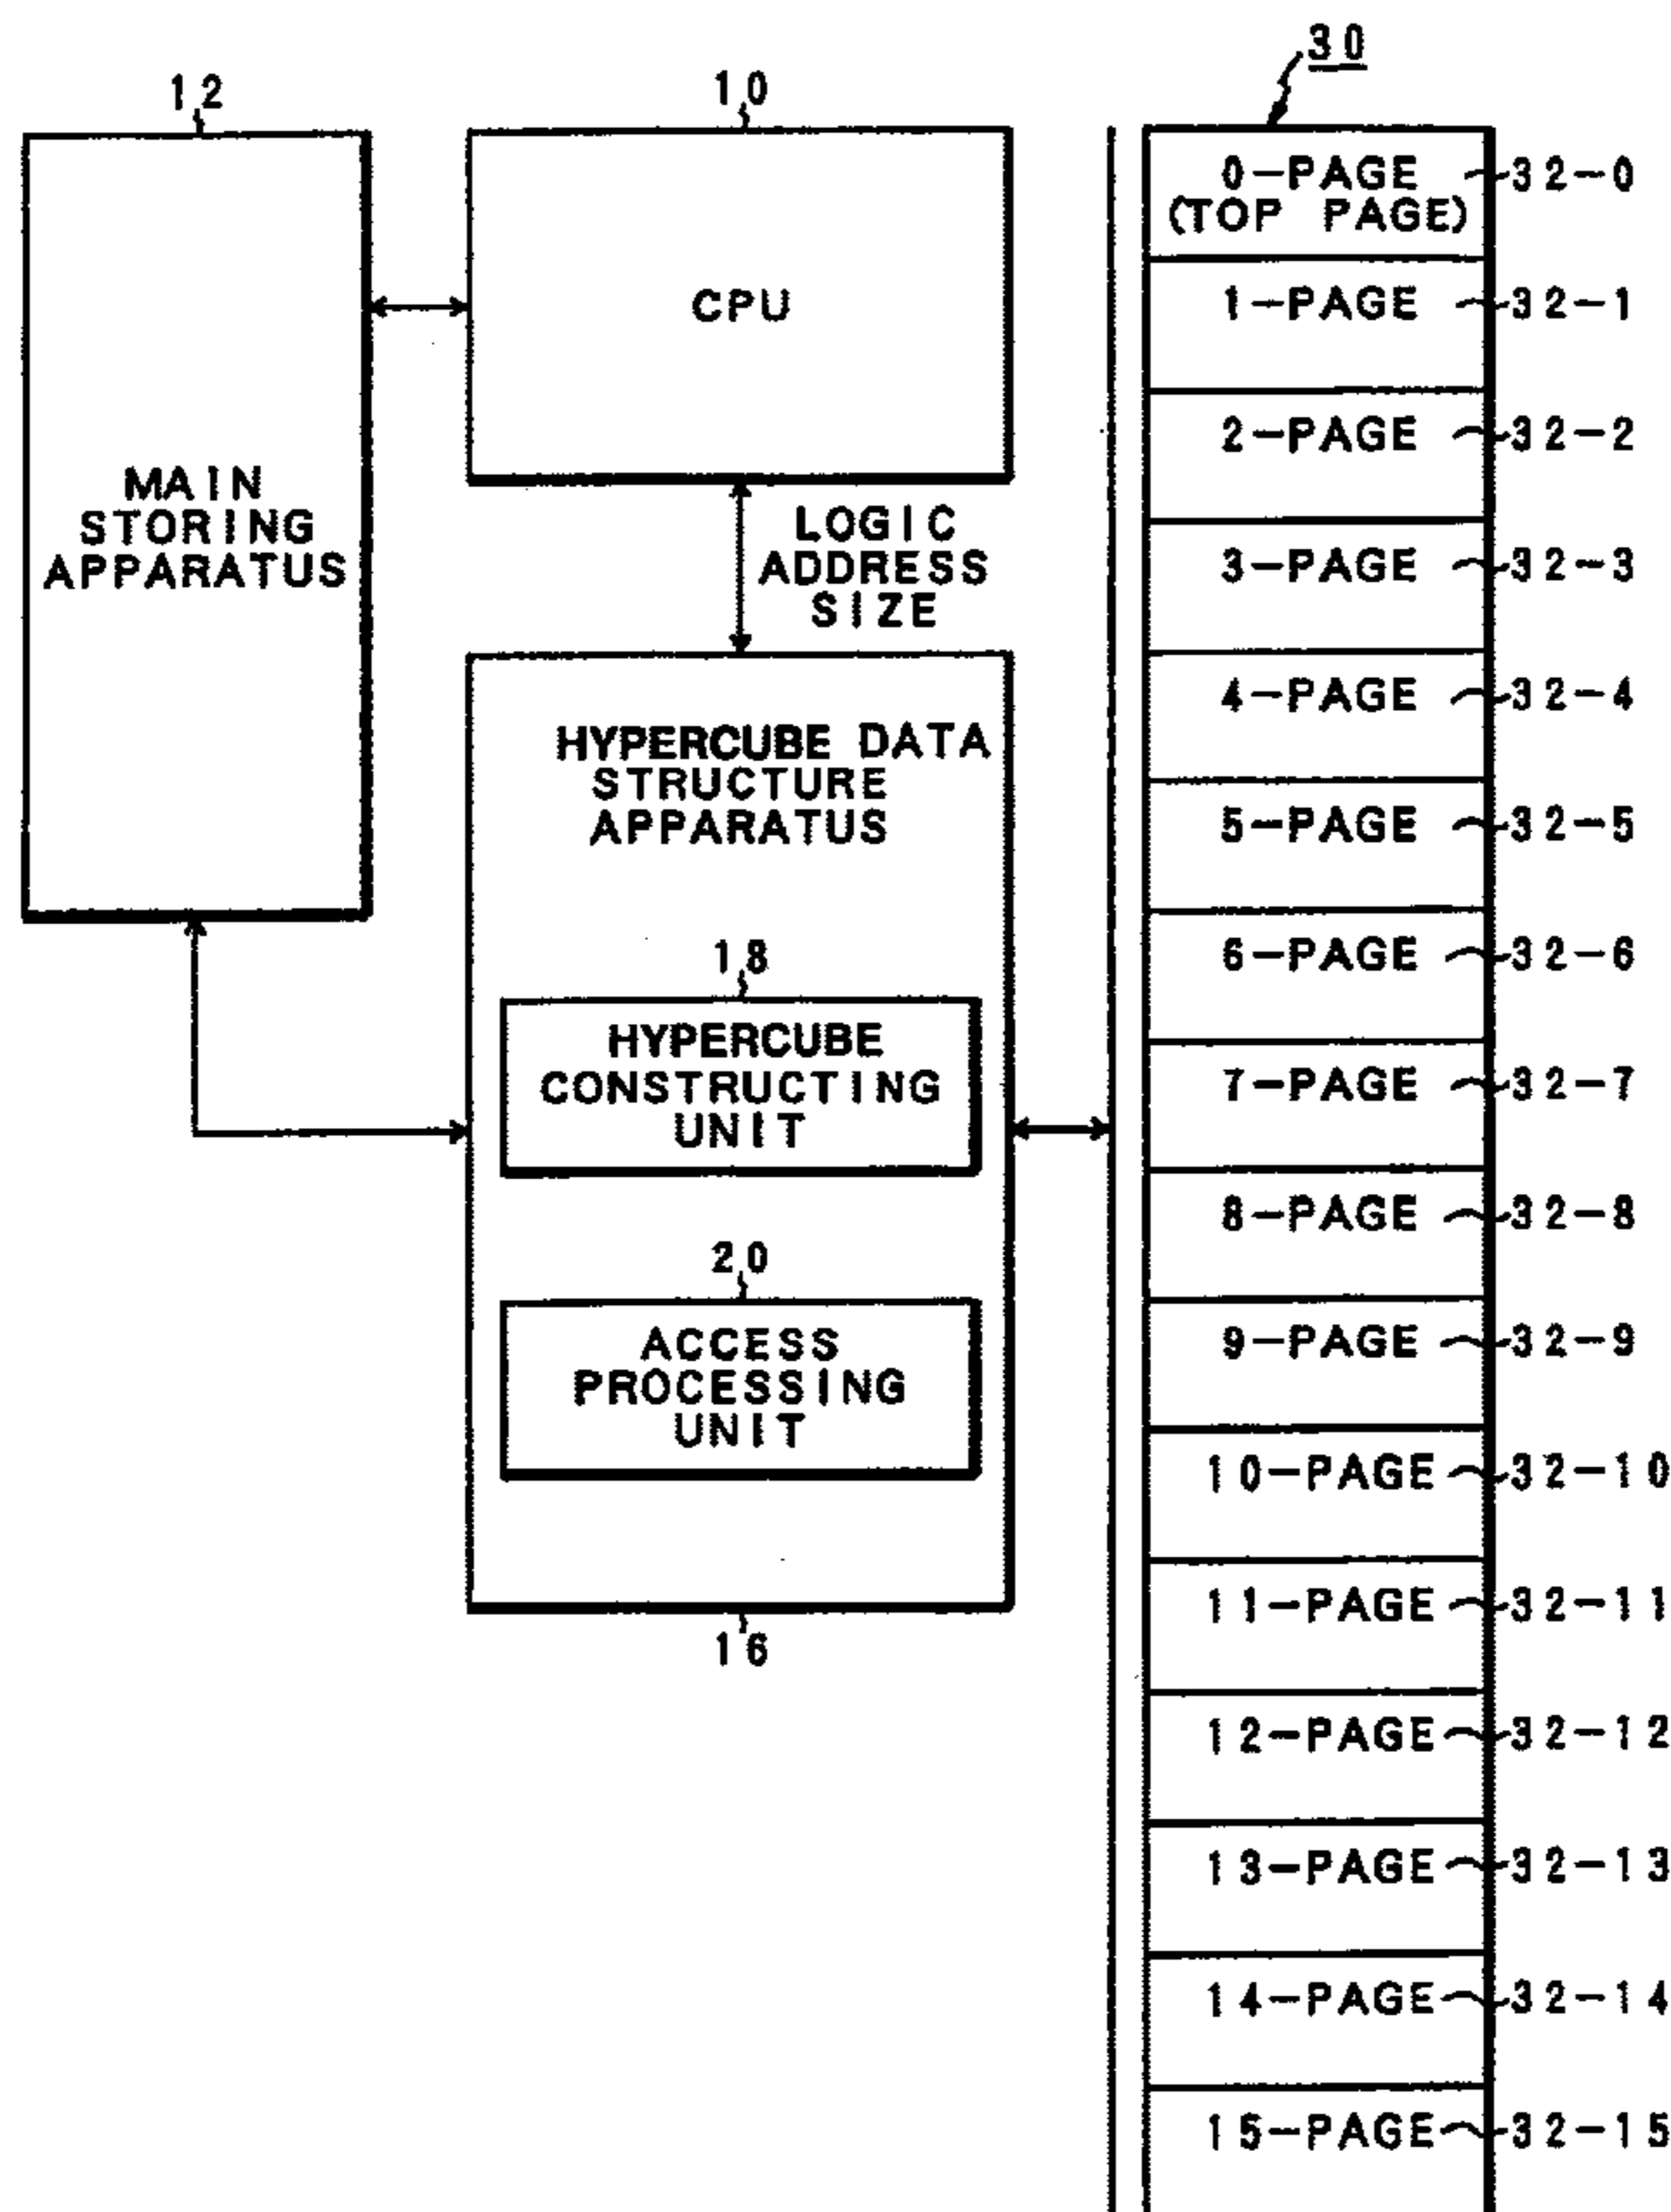 30
12
10
0-PAGE
(TOP PAGE)
32-0
CPU
1-PAGE
32-1
2-PAGE
32-2
MAIN
STORING
APPARATUS
LOGIC
ADDRESS
SIZE
3-PAGE
32-3
4-PAGE
32-4
HYPERCUBE DATA
STRUCTURE
APPARATUS
5-PAGE
32-5
18
6-PAGE
32-6
HYPERCUBE
CONSTRUCTING
UNIT
7-PAGE
32-7
8-PAGE
32-8
20
ACCESS
PROCESSING
UNIT
9-PAGE
32-9
10-PAGE
32-10
16
11-PAGE
32-11
12-PAGE
32-12
13-PAGE
32-13
14-PAGE
32-14
15-PAGE
32-15